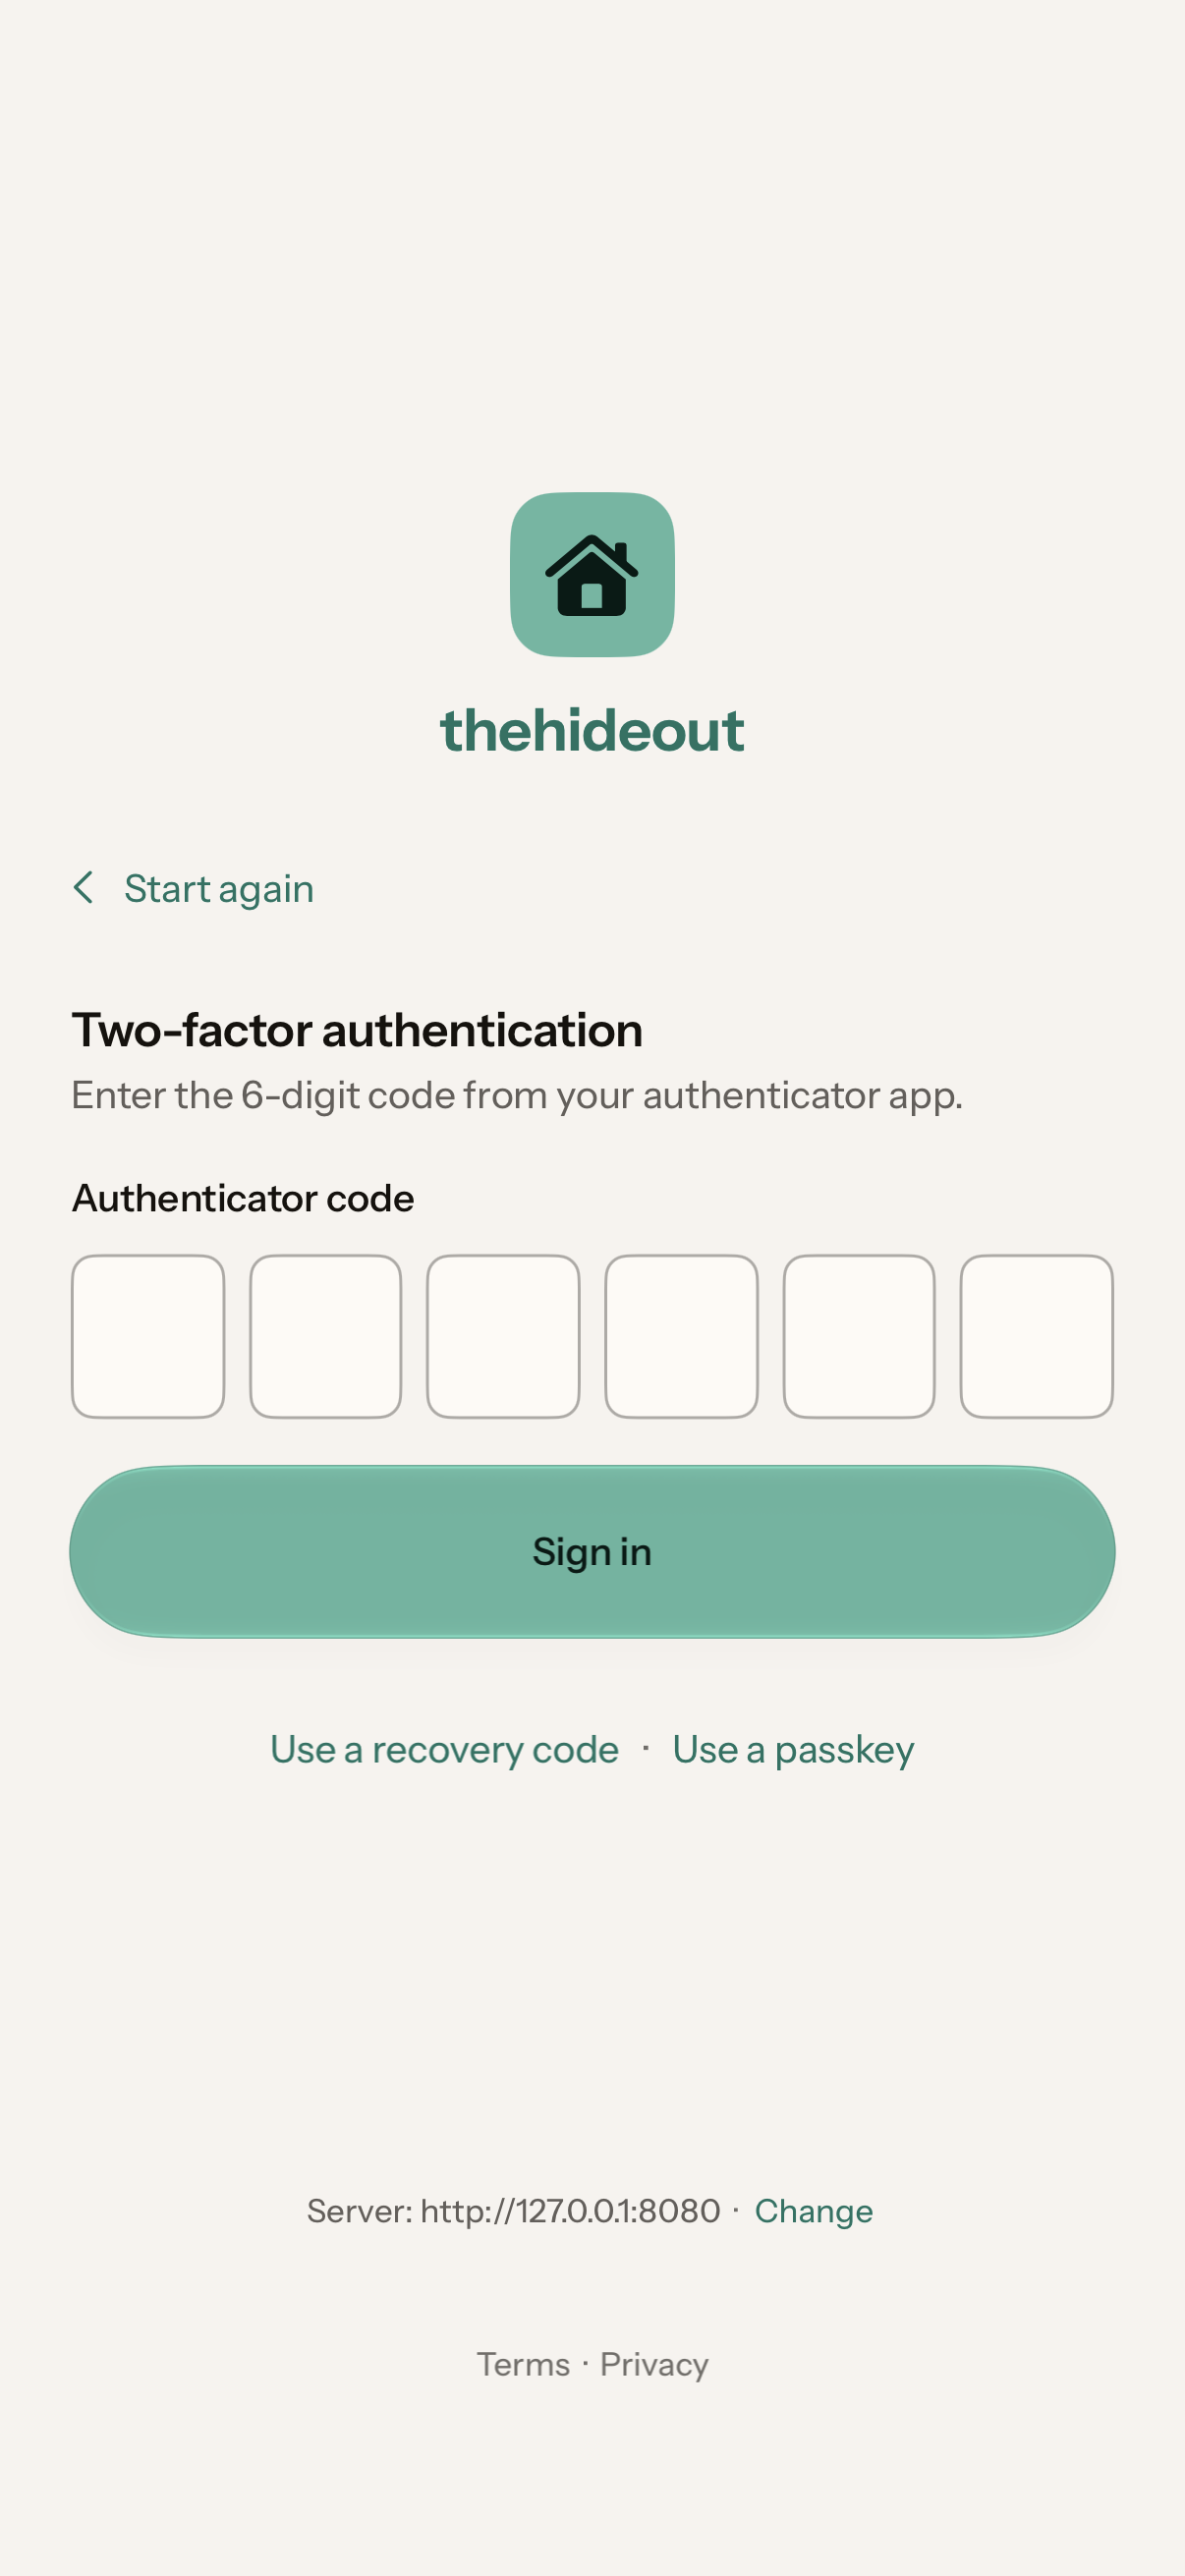 thehideout
Start again
Two-factor authentication
Enter the 6-digit code from your authenticator app.
Authenticator code
Sign in
Use a recovery code · Use a passkey
Server: http://127.0.0.1:8080 · Change
Terms · Privacy